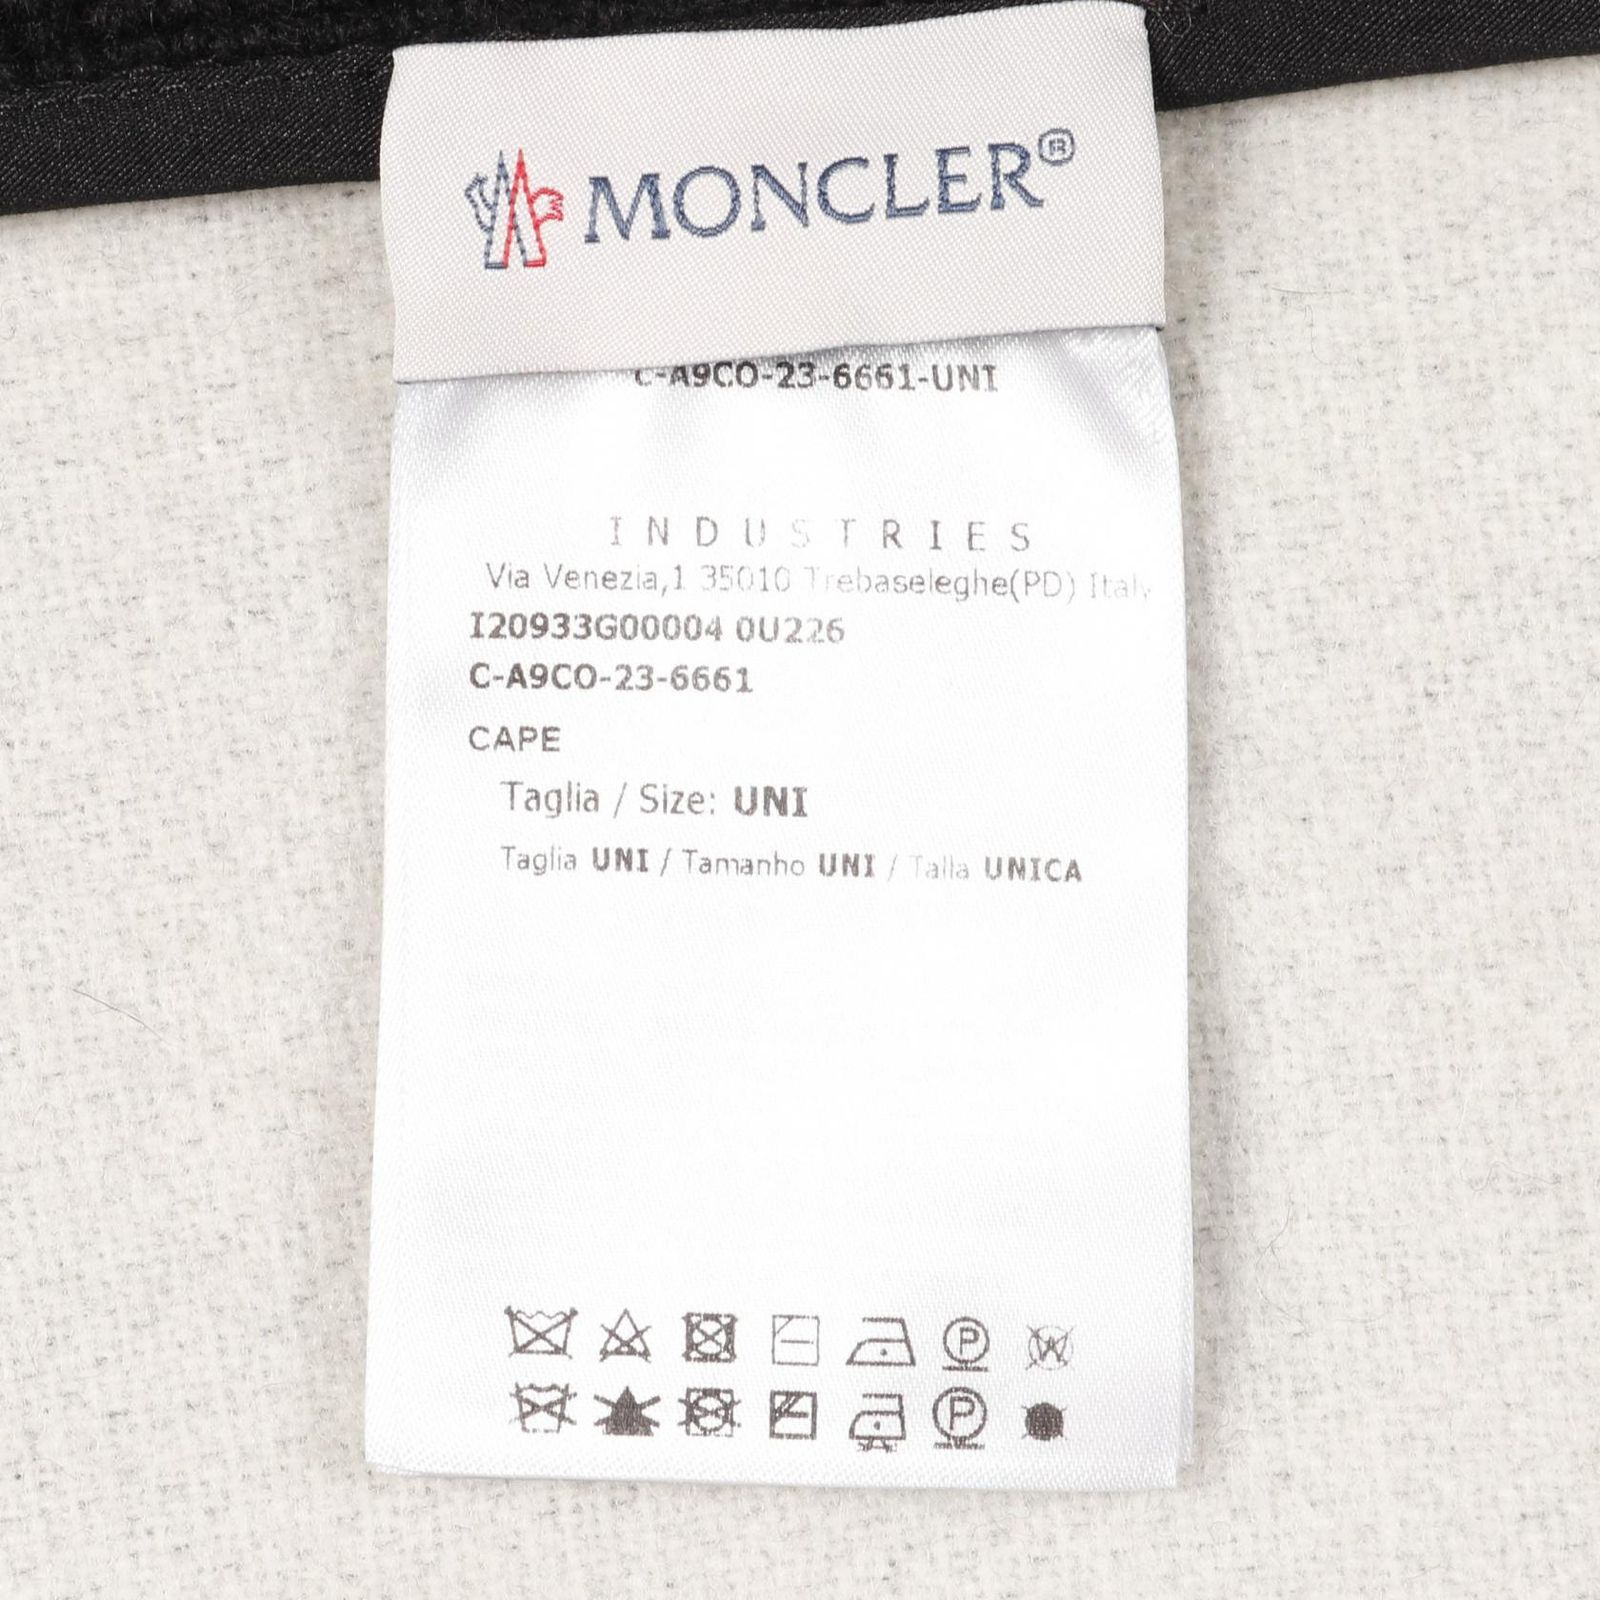 MONCLER®
C-A9CO-23-6661-UNI
INDUSTRIES
Via Venezia,1 35010 Trebaseleghe(PD) Italy
I20933G00004 0U226
C-A9CO-23-6661
CAPE
Taglia / Size: UNI
Taglia UNI / Tamanho UNI / Talla UNICA
P W
P